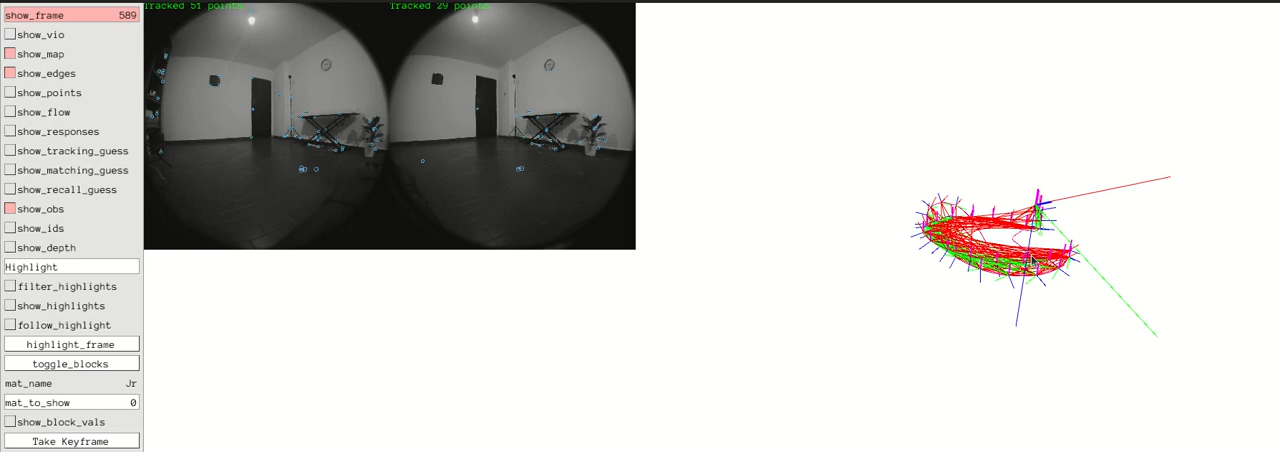 show_frame 589
show_vio
show_map
show_edges
show_points
show_flow
show_responses
show_tracking_guess
show_matching_guess
show_recall_guess
show_obs
show_ids
show_depth
Highlight
filter_highlights
show_highlights
follow_highlight
highlight_frame
toggle_blocks
mat_name Jr
mat_to_show 0
show_block_vals
Take Keyframe
Tracked 51 points
Tracked 29 points